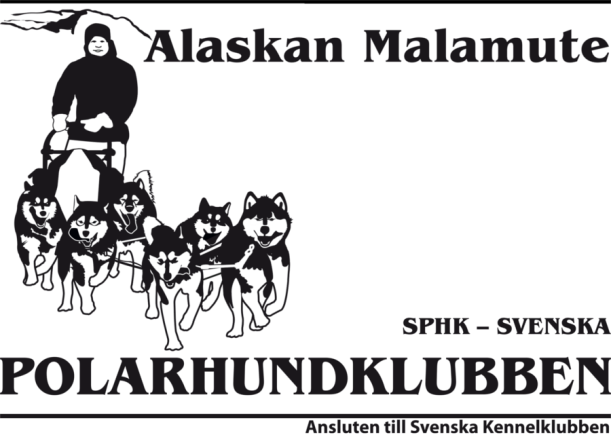 Alaskan Malamute
SPHK – SVENSKA
POLARHUNDKLUBBEN
Ansluten till Svenska Kennelklubben